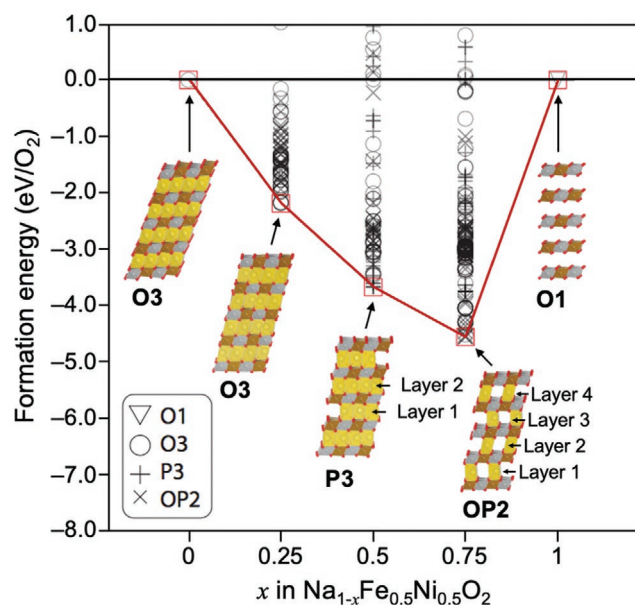 Formation energy (eV/O₂)
1.0
0.0
−1.0
−2.0
−3.0
−4.0
−5.0
−6.0
−7.0
−8.0
O3
O3
P3
Layer 2
Layer 1
OP2
Layer 4
Layer 3
Layer 2
Layer 1
O1
O1
O3
P3
OP2
0
0.25
0.5
0.75
1
x in Na₁₋ₓFe₀.₅Ni₀.₅O₂